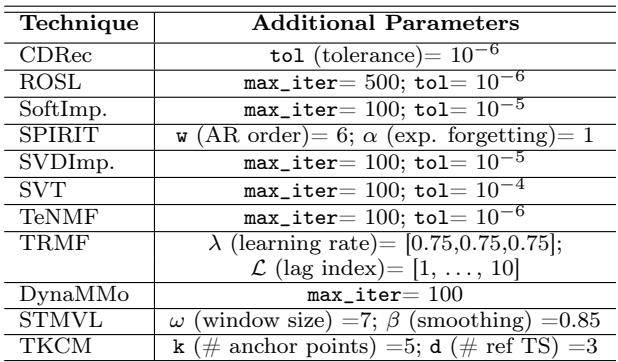 Technique Additional Parameters
CDRec tol (tolerance)= 10⁻⁶
ROSL max_iter= 500; tol= 10⁻⁶
SoftImp. max_iter= 100; tol= 10⁻⁵
SPIRIT w (AR order)= 6; α (exp. forgetting)= 1
SVDImp. max_iter= 100; tol= 10⁻⁵
SVT max_iter= 100; tol= 10⁻⁴
TeNMF max_iter= 100; tol= 10⁻⁶
TRMF λ (learning rate)= [0.75,0.75,0.75];
ℒ (lag index)= [1, ..., 10]
DynaMMo max_iter= 100
STMVL ω (window size) =7; β (smoothing) =0.85
TKCM k (# anchor points) =5; d (# ref TS) =3